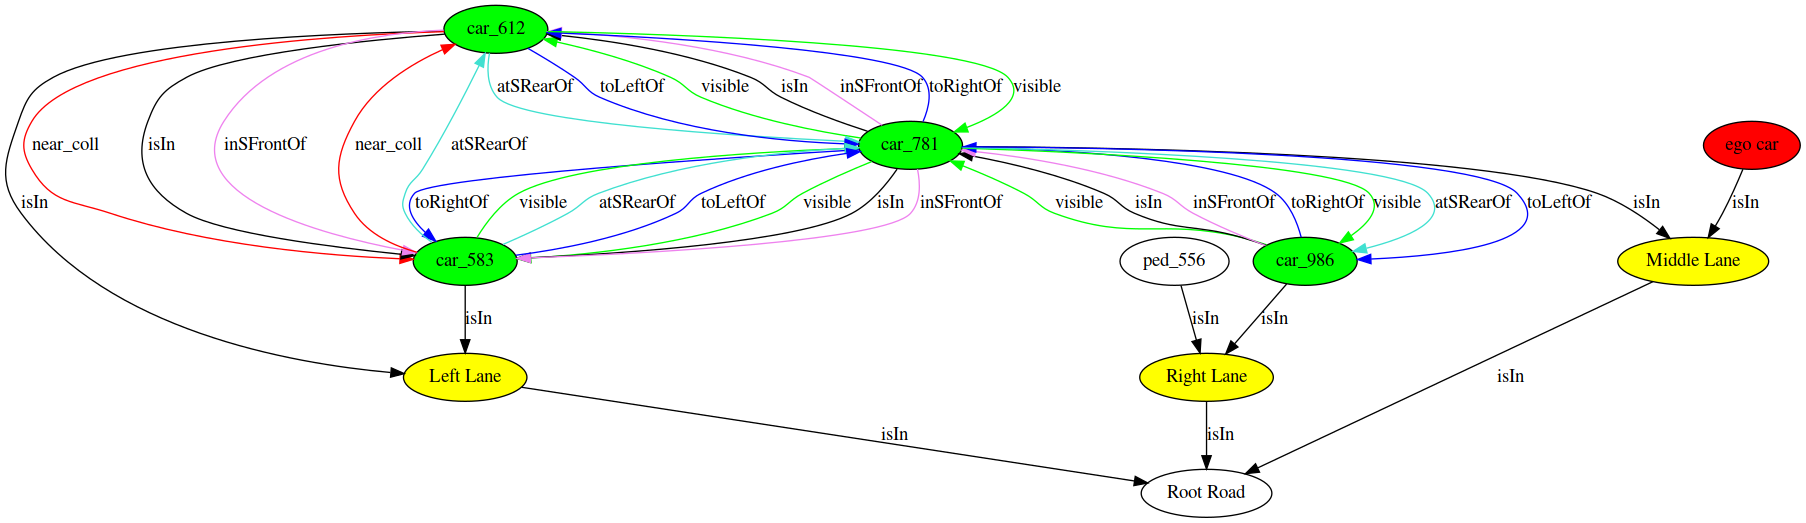 car_612
atSRearOf
toLeftOf
visible
isIn
inSFrontOf
toRightOf
visible
near_coll
isIn
inSFrontOf
near_coll
atSRearOf
car_781
ego car
isIn
toRightOf
visible
atSRearOf
toLeftOf
visible
isIn
inSFrontOf
visible
isIn
inSFrontOf
toRightOf
visible
atSRearOf
toLeftOf
isIn
isIn
car_583
ped_556
car_986
Middle Lane
isIn
isIn
isIn
Left Lane
Right Lane
isIn
isIn
isIn
Root Road